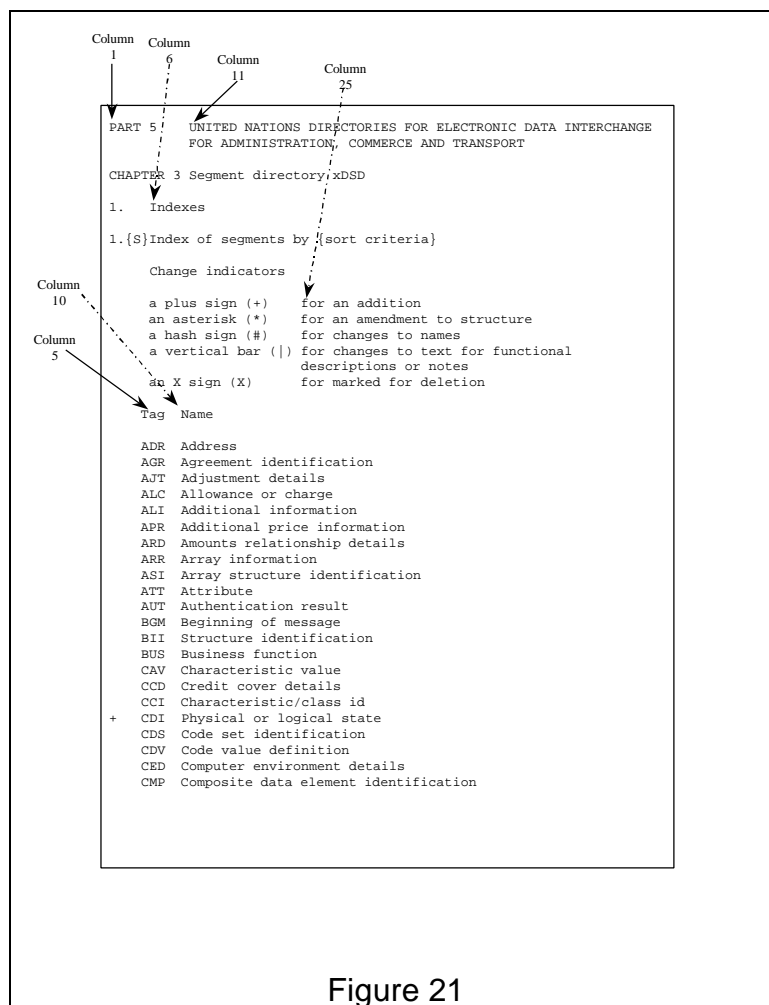 Column
1
Column
6
Column
11
Column
25
PART 5    UNITED NATIONS DIRECTORIES FOR ELECTRONIC DATA INTERCHANGE
FOR ADMINISTRATION, COMMERCE AND TRANSPORT
CHAPTER 3 Segment directory xDSD
1.   Indexes
1.{S}Index of segments by {sort criteria}
Change indicators
a plus sign (+)    for an addition
an asterisk (*)    for an amendment to structure
a hash sign (#)    for changes to names
a vertical bar (|) for changes to text for functional
descriptions or notes
an X sign (X)      for marked for deletion
Column
10
Column
5
Tag  Name
ADR  Address
AGR  Agreement identification
AJT  Adjustment details
ALC  Allowance or charge
ALI  Additional information
APR  Additional price information
ARD  Amounts relationship details
ARR  Array information
ASI  Array structure identification
ATT  Attribute
AUT  Authentication result
BGM  Beginning of message
BII  Structure identification
BUS  Business function
CAV  Characteristic value
CCD  Credit cover details
CCI  Characteristic/class id
+   CDI  Physical or logical state
CDS  Code set identification
CDV  Code value definition
CED  Computer environment details
CMP  Composite data element identification
Figure 21